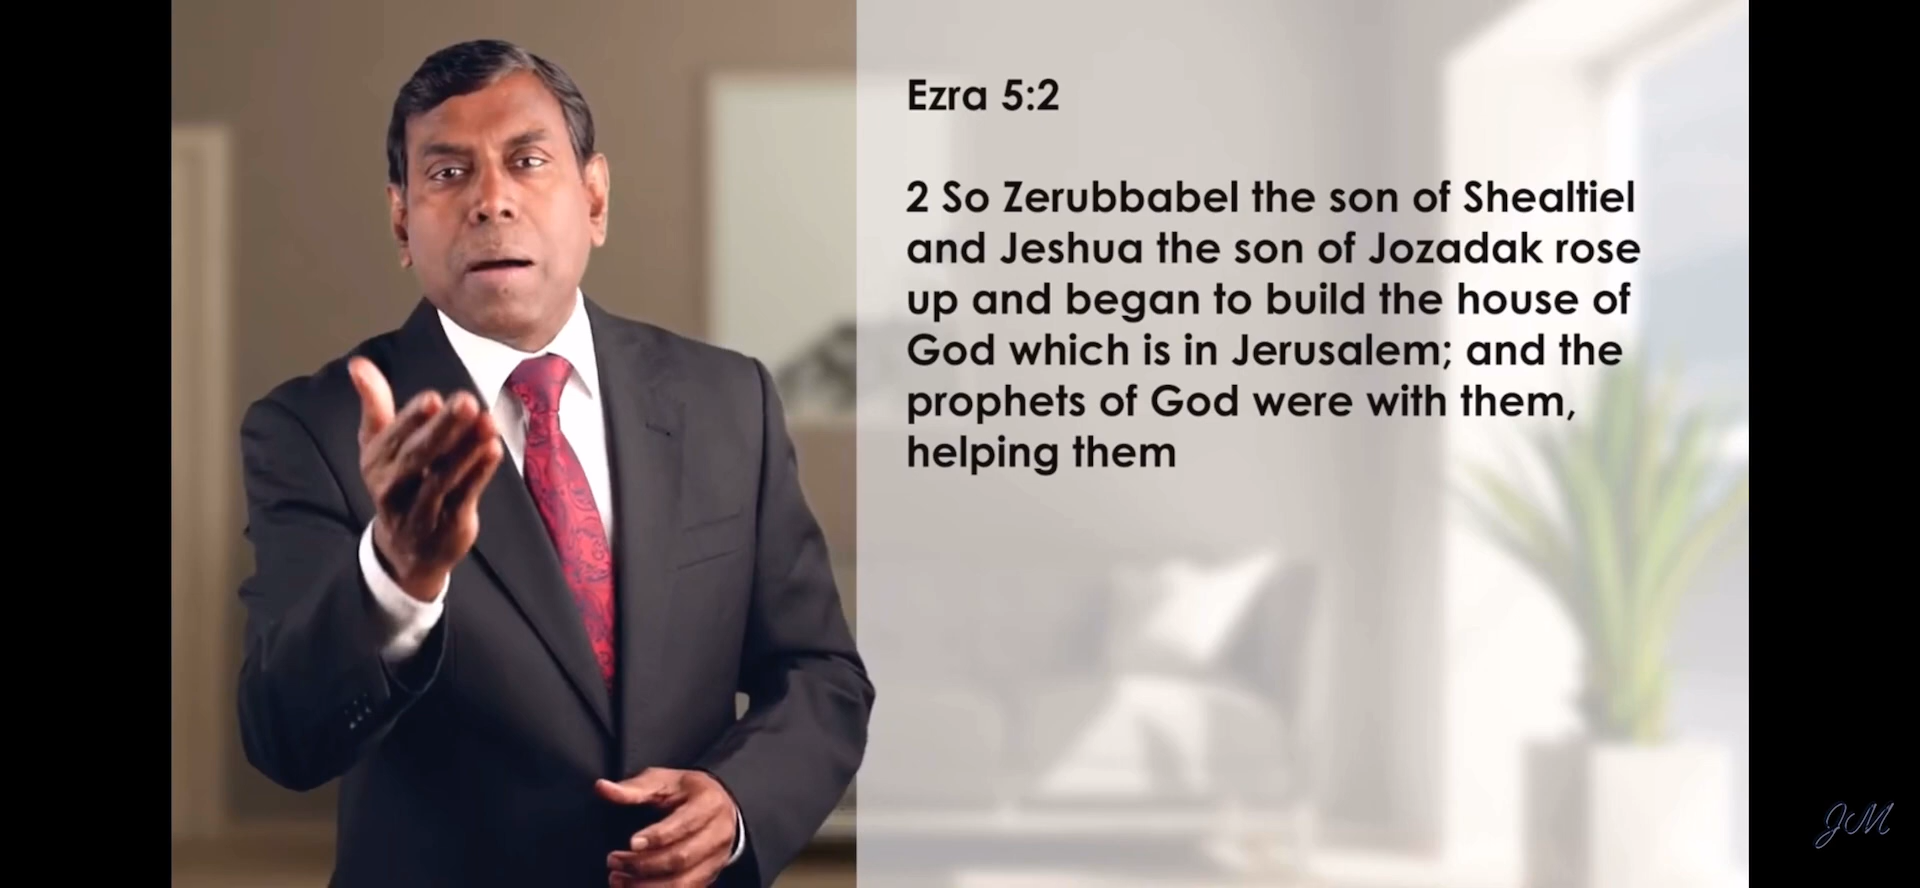 Ezra 5:2
2 So Zerubbabel the son of Shealtiel
and Jeshua the son of Jozadak rose
up and began to build the house of
God which is in Jerusalem; and the
prophets of God were with them,
helping them
JM